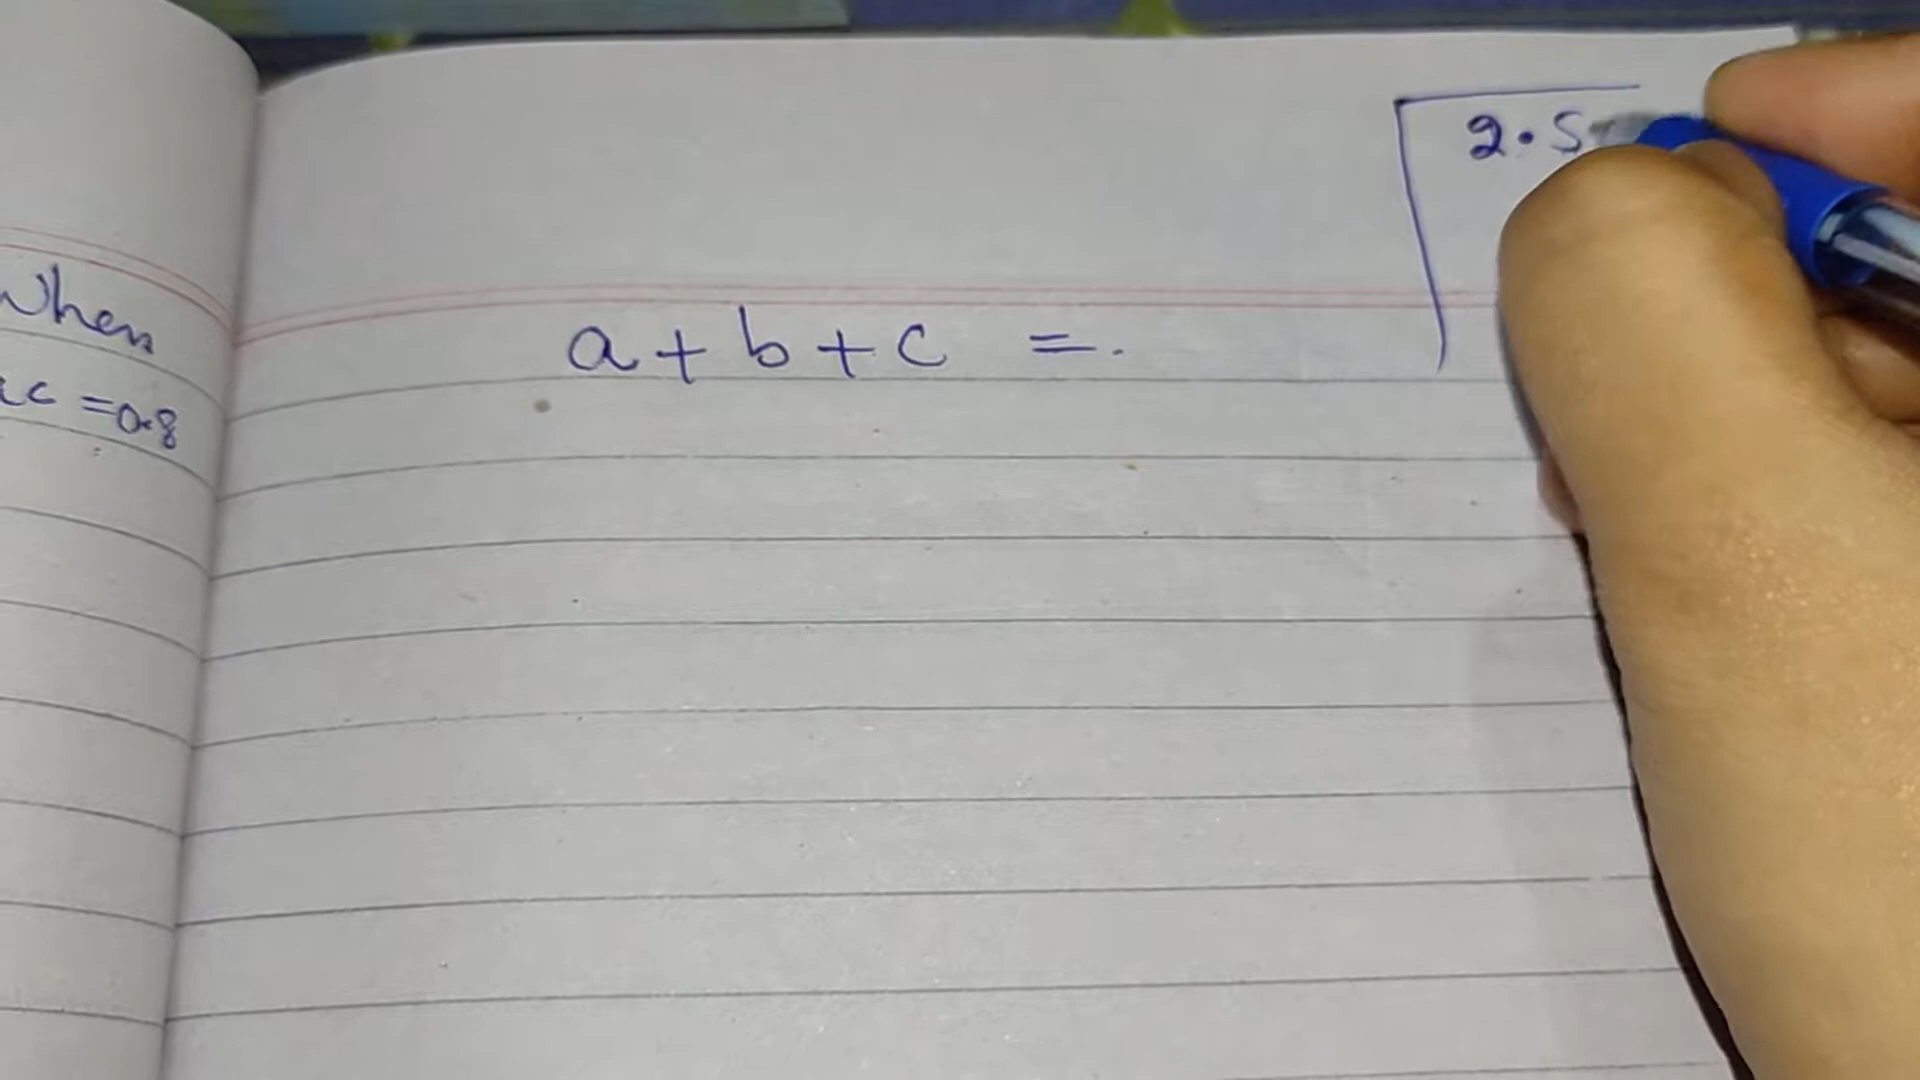 When
c = 0.8
a + b + c =
2.5